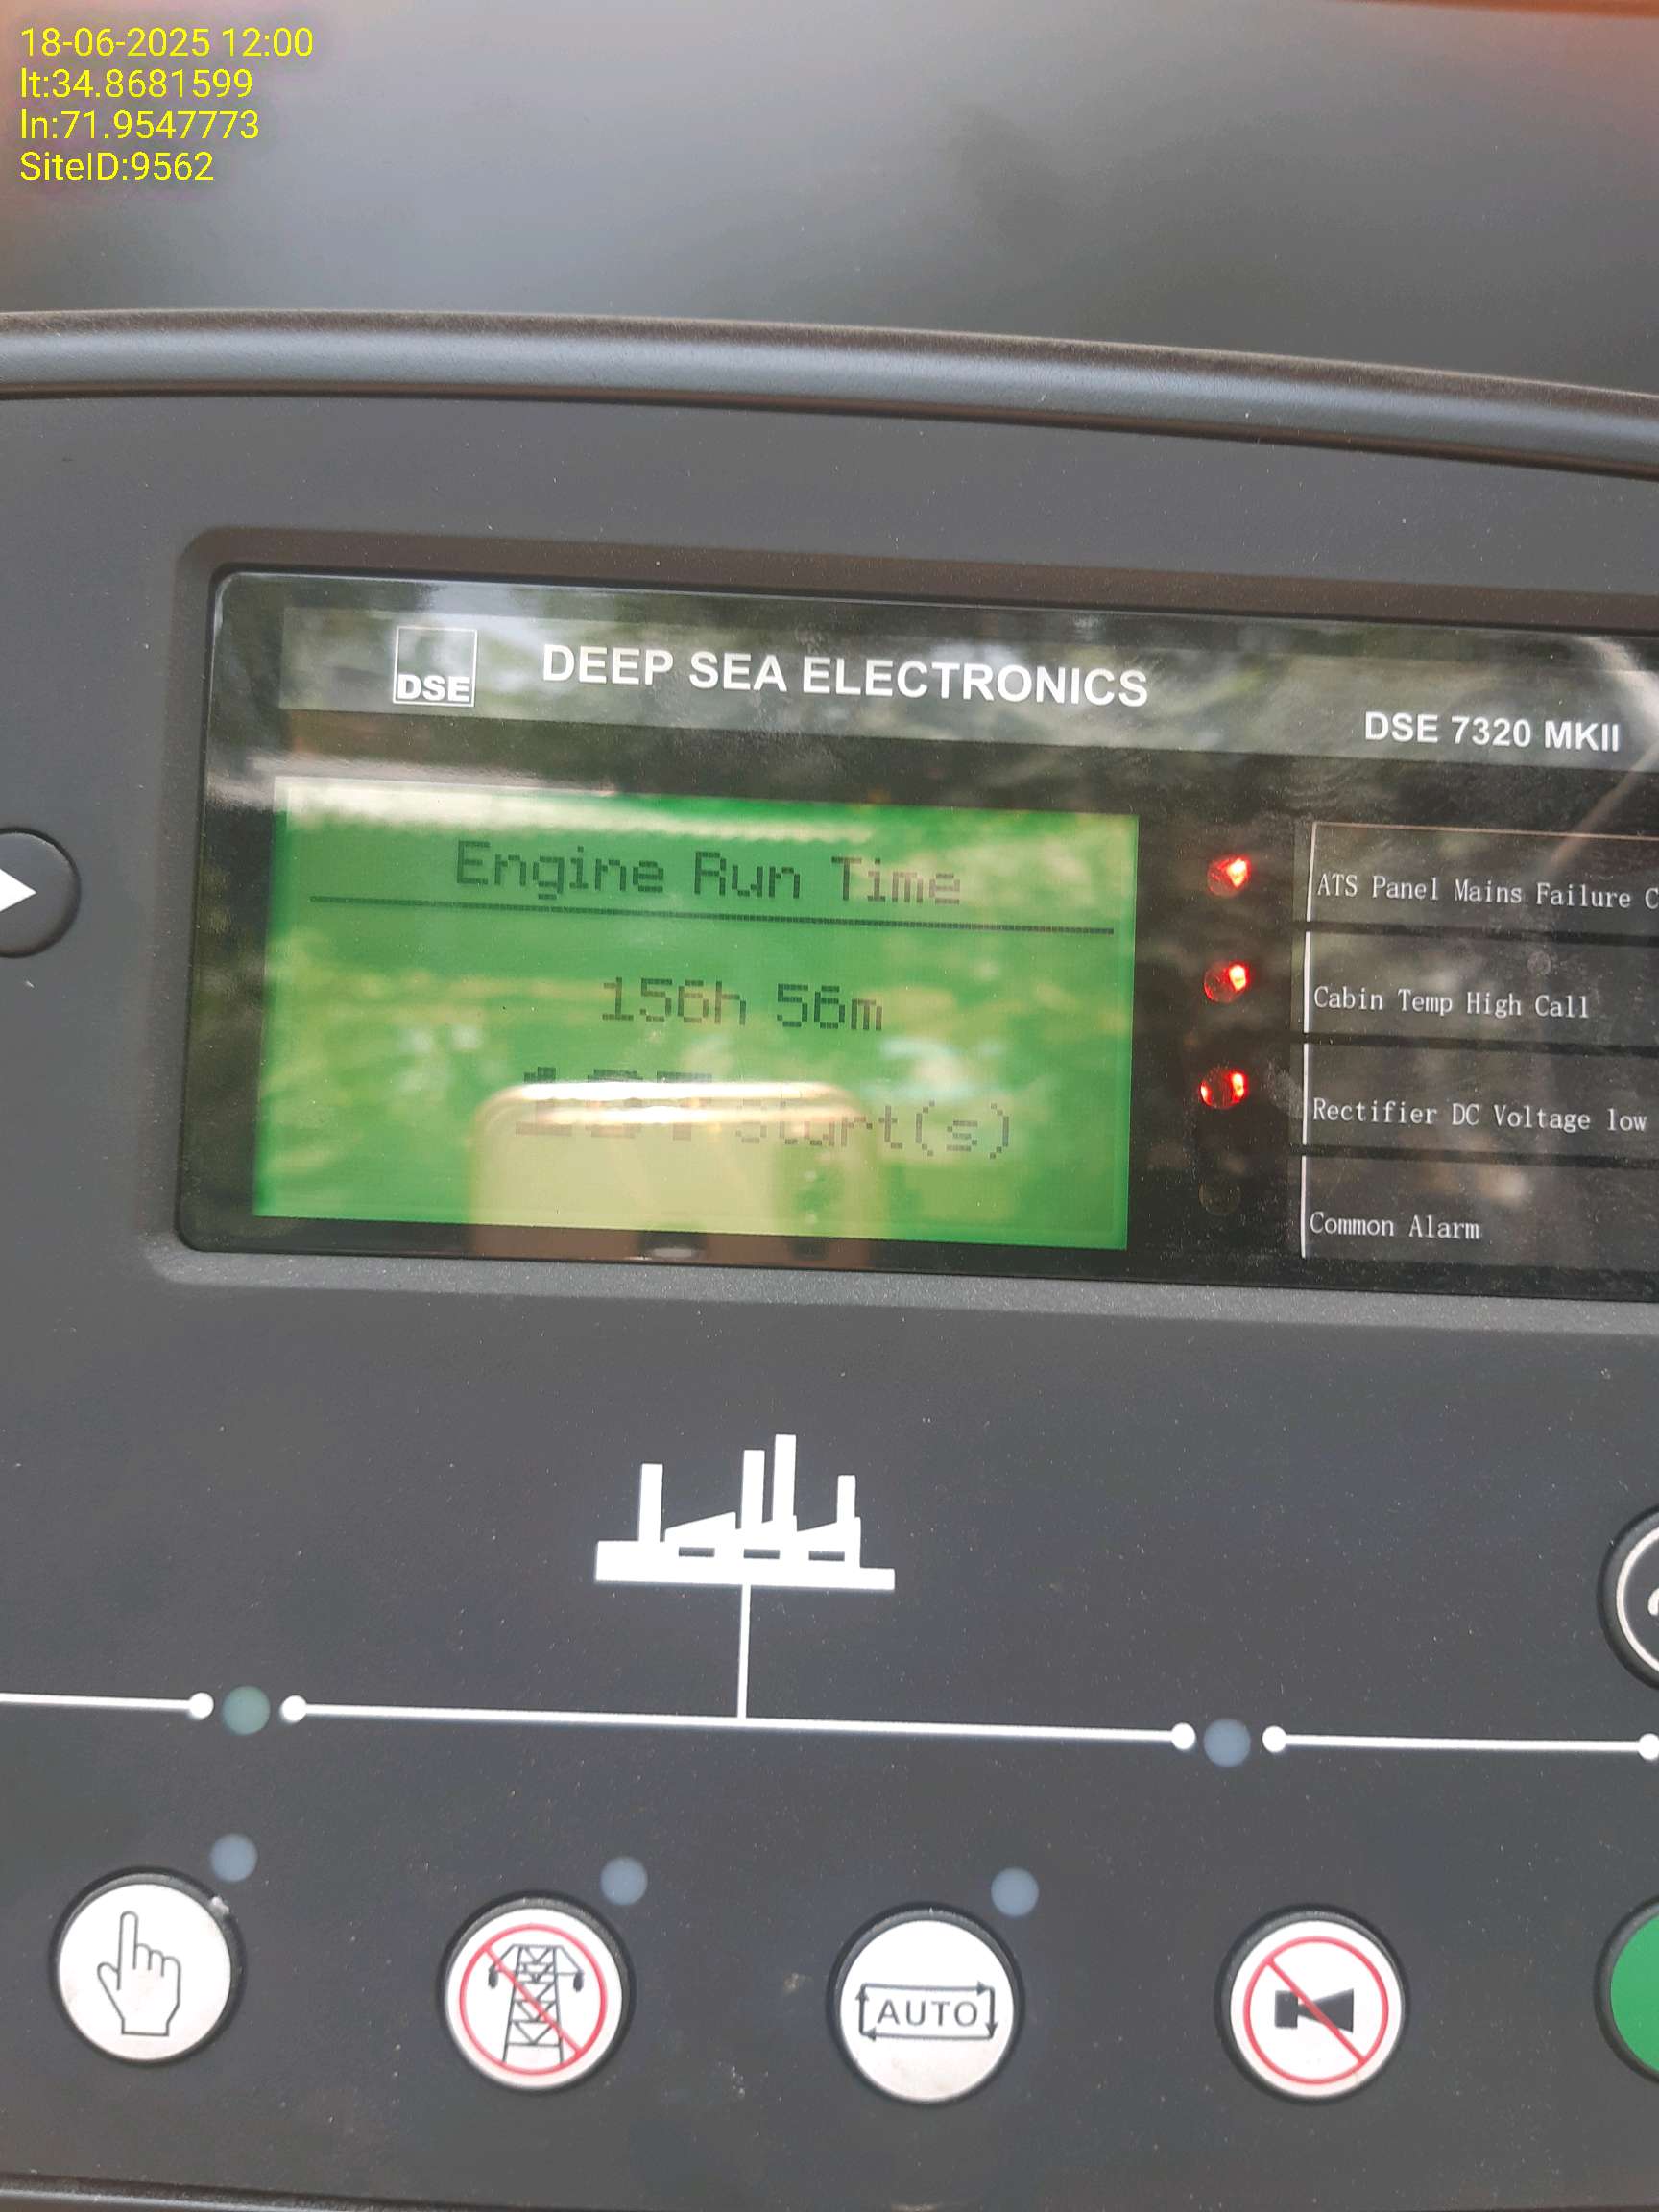 18-06-2025 12:00
lt:34.8681599
ln:71.9547773
SiteID:9562
DSE
DEEP SEA ELECTRONICS
DSE 7320 MKII
Engine Run Time
156h 56m
Start(s)
ATS Panel Mains Failure C
Cabin Temp High Call
Rectifier DC Voltage low
Common Alarm
AUTO